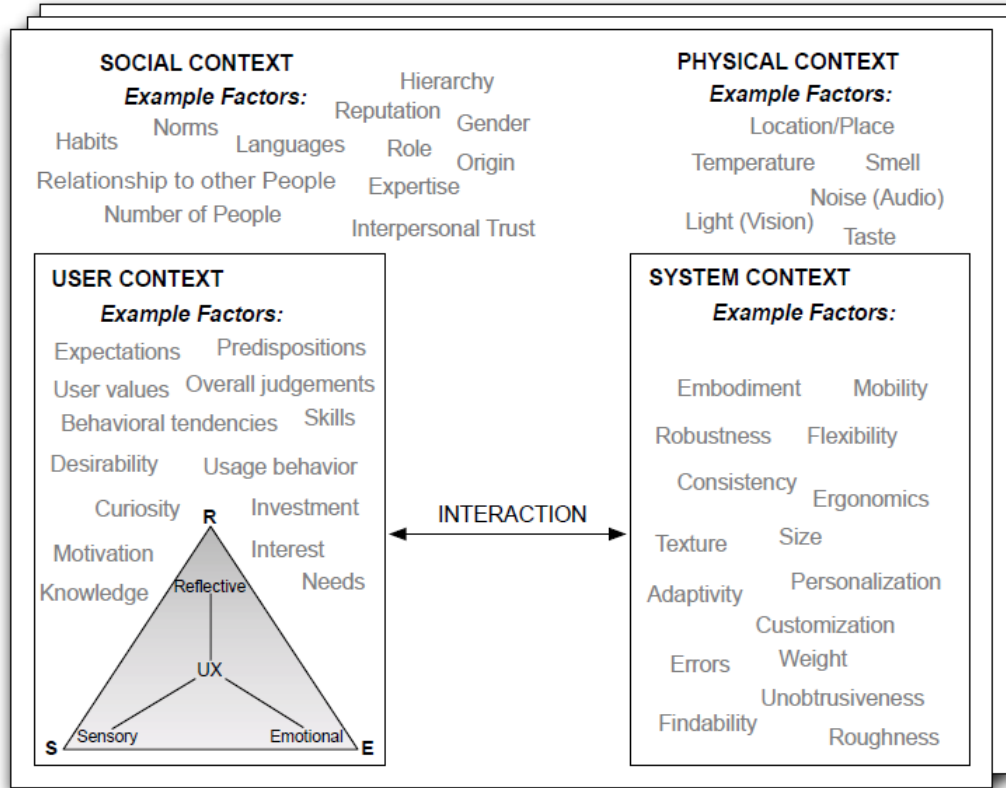 SOCIAL CONTEXT
Example Factors:
Hierarchy
Reputation
Gender
Norms
Habits
Languages
Role
Origin
Relationship to other People
Expertise
Number of People
Interpersonal Trust
PHYSICAL CONTEXT
Example Factors:
Location/Place
Temperature
Smell
Noise (Audio)
Light (Vision)
Taste
USER CONTEXT
Example Factors:
Expectations
Predispositions
User values
Overall judgements
Behavioral tendencies
Skills
Desirability
Usage behavior
Curiosity
Investment
R
Motivation
Interest
Reflective
Needs
Knowledge
UX
Sensory
Emotional
S
E
INTERACTION
SYSTEM CONTEXT
Example Factors:
Embodiment
Mobility
Robustness
Flexibility
Consistency
Ergonomics
Texture
Size
Adaptivity
Personalization
Customization
Errors
Weight
Unobtrusiveness
Findability
Roughness